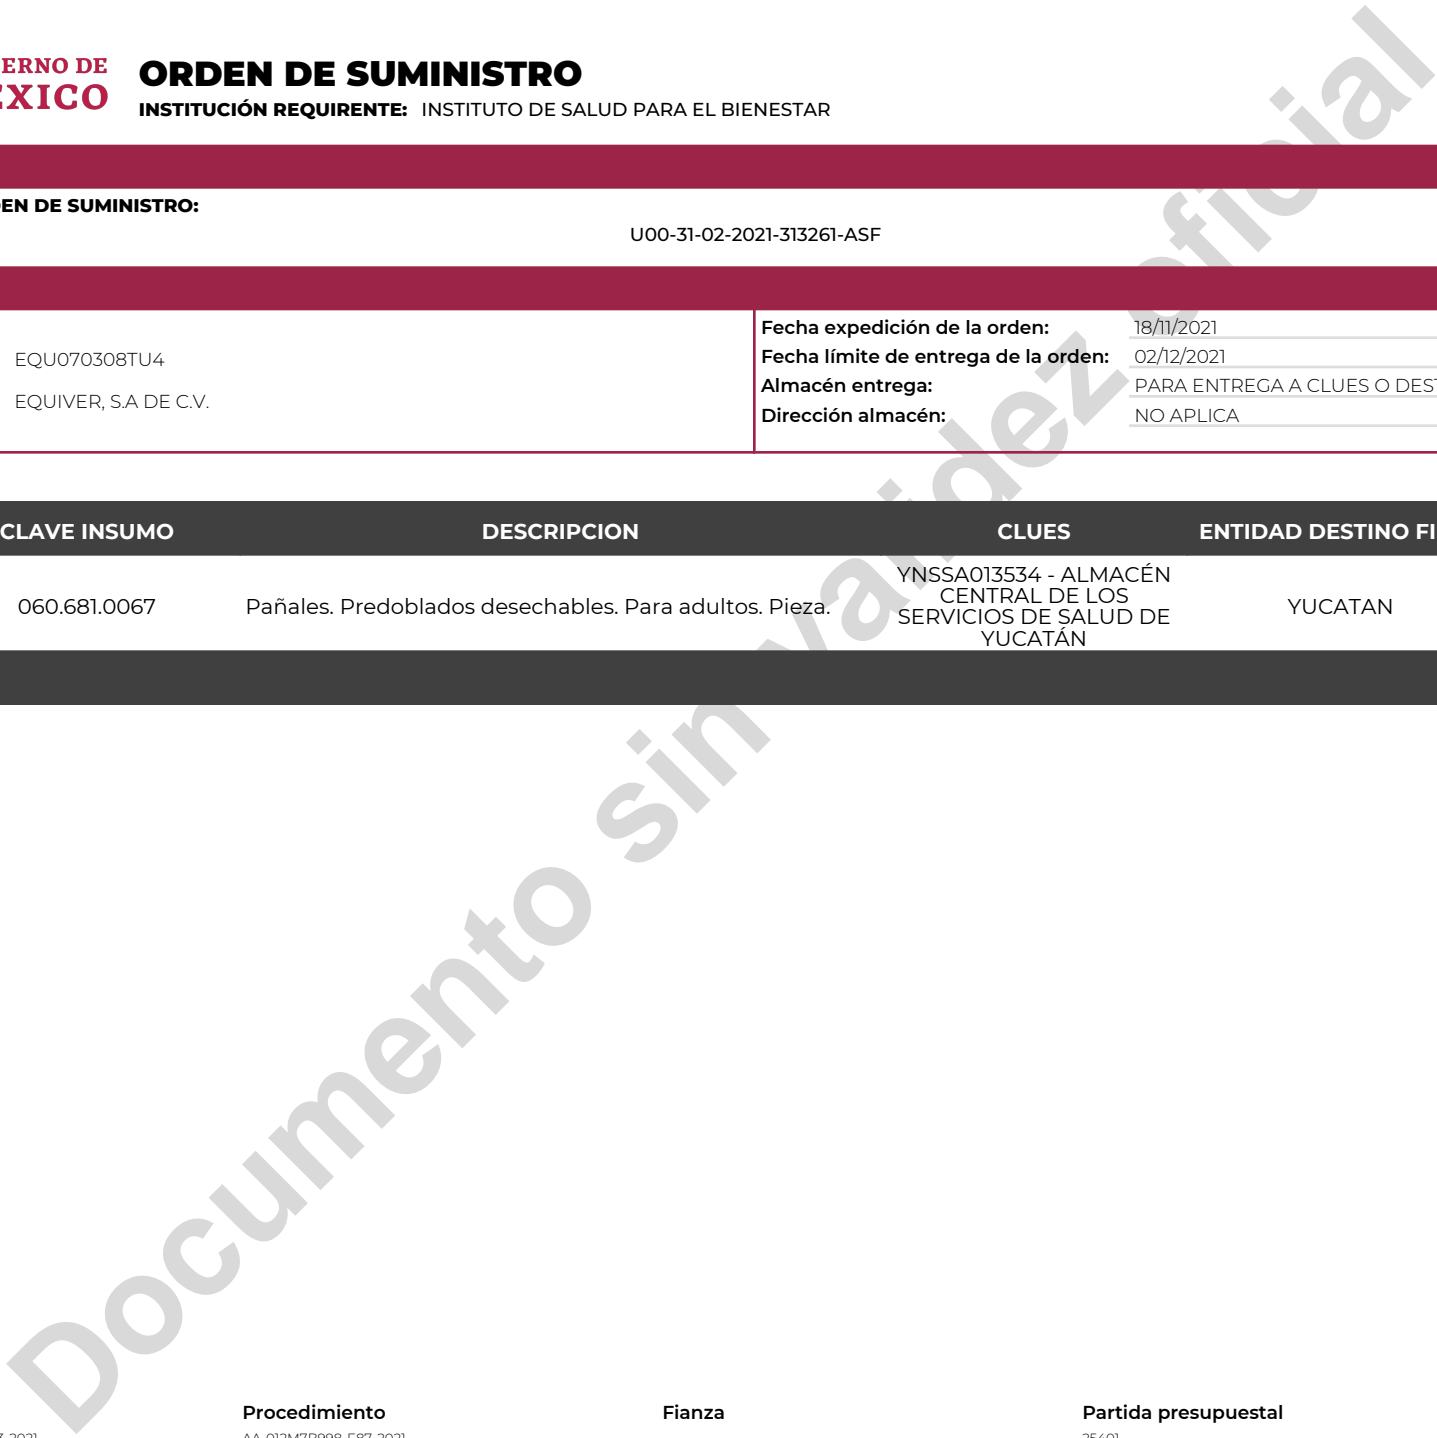 ERNO DE
EXICO
ORDEN DE SUMINISTRO
INSTITUCIÓN REQUIRENTE: INSTITUTO DE SALUD PARA EL BIENESTAR
EN DE SUMINISTRO:
U00-31-02-2021-313261-ASF
EQU070308TU4
EQUIVER, S.A DE C.V.
Fecha expedición de la orden: 18/11/2021
Fecha límite de entrega de la orden: 02/12/2021
Almacén entrega: PARA ENTREGA A CLUES O DEST
Dirección almacén: NO APLICA
CLAVE INSUMO DESCRIPCION CLUES ENTIDAD DESTINO FI
060.681.0067 Pañales. Predoblados desechables. Para adultos. Pieza.
YNSSA013534 - ALMACÉN
CENTRAL DE LOS
SERVICIOS DE SALUD DE
YUCATÁN
YUCATAN
Documento sin validez oficial
Procedimiento Fianza Partida presupuestal